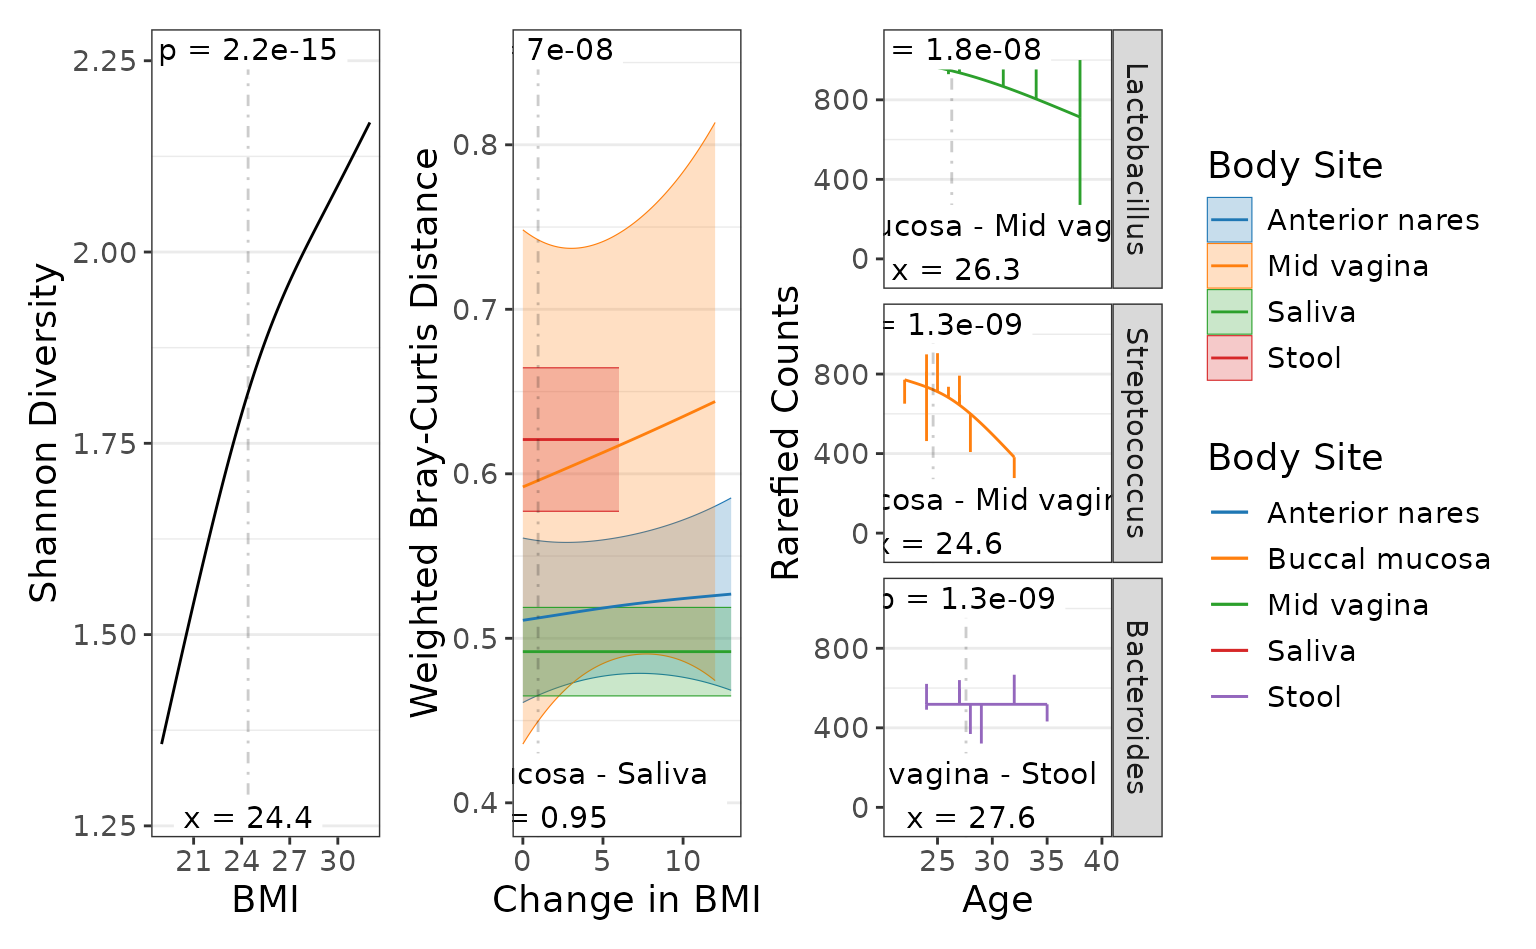 Shannon Diversity
2.25
2.00
1.75
1.50
1.25
p = 2.2e-15
x = 24.4
21 24 27 30
BMI
Weighted Bray-Curtis Distance
0.8
0.7
0.6
0.5
0.4
7e-08
- Saliva
= 0.95
0 5 10
Change in BMI
Rarefied Counts
800
400
0
= 1.8e-08
- Mid
x = 26.3
Lactobacillus
800
400
0
= 1.3e-09
- Mid
= 24.6
Streptococcus
800
400
0
= 1.3e-09
vagina - Stool
x = 27.6
Bacteroides
25 30 35 40
Age
Body Site
Anterior nares
Mid vagina
Saliva
Stool
Body Site
Anterior nares
Buccal mucosa
Mid vagina
Saliva
Stool